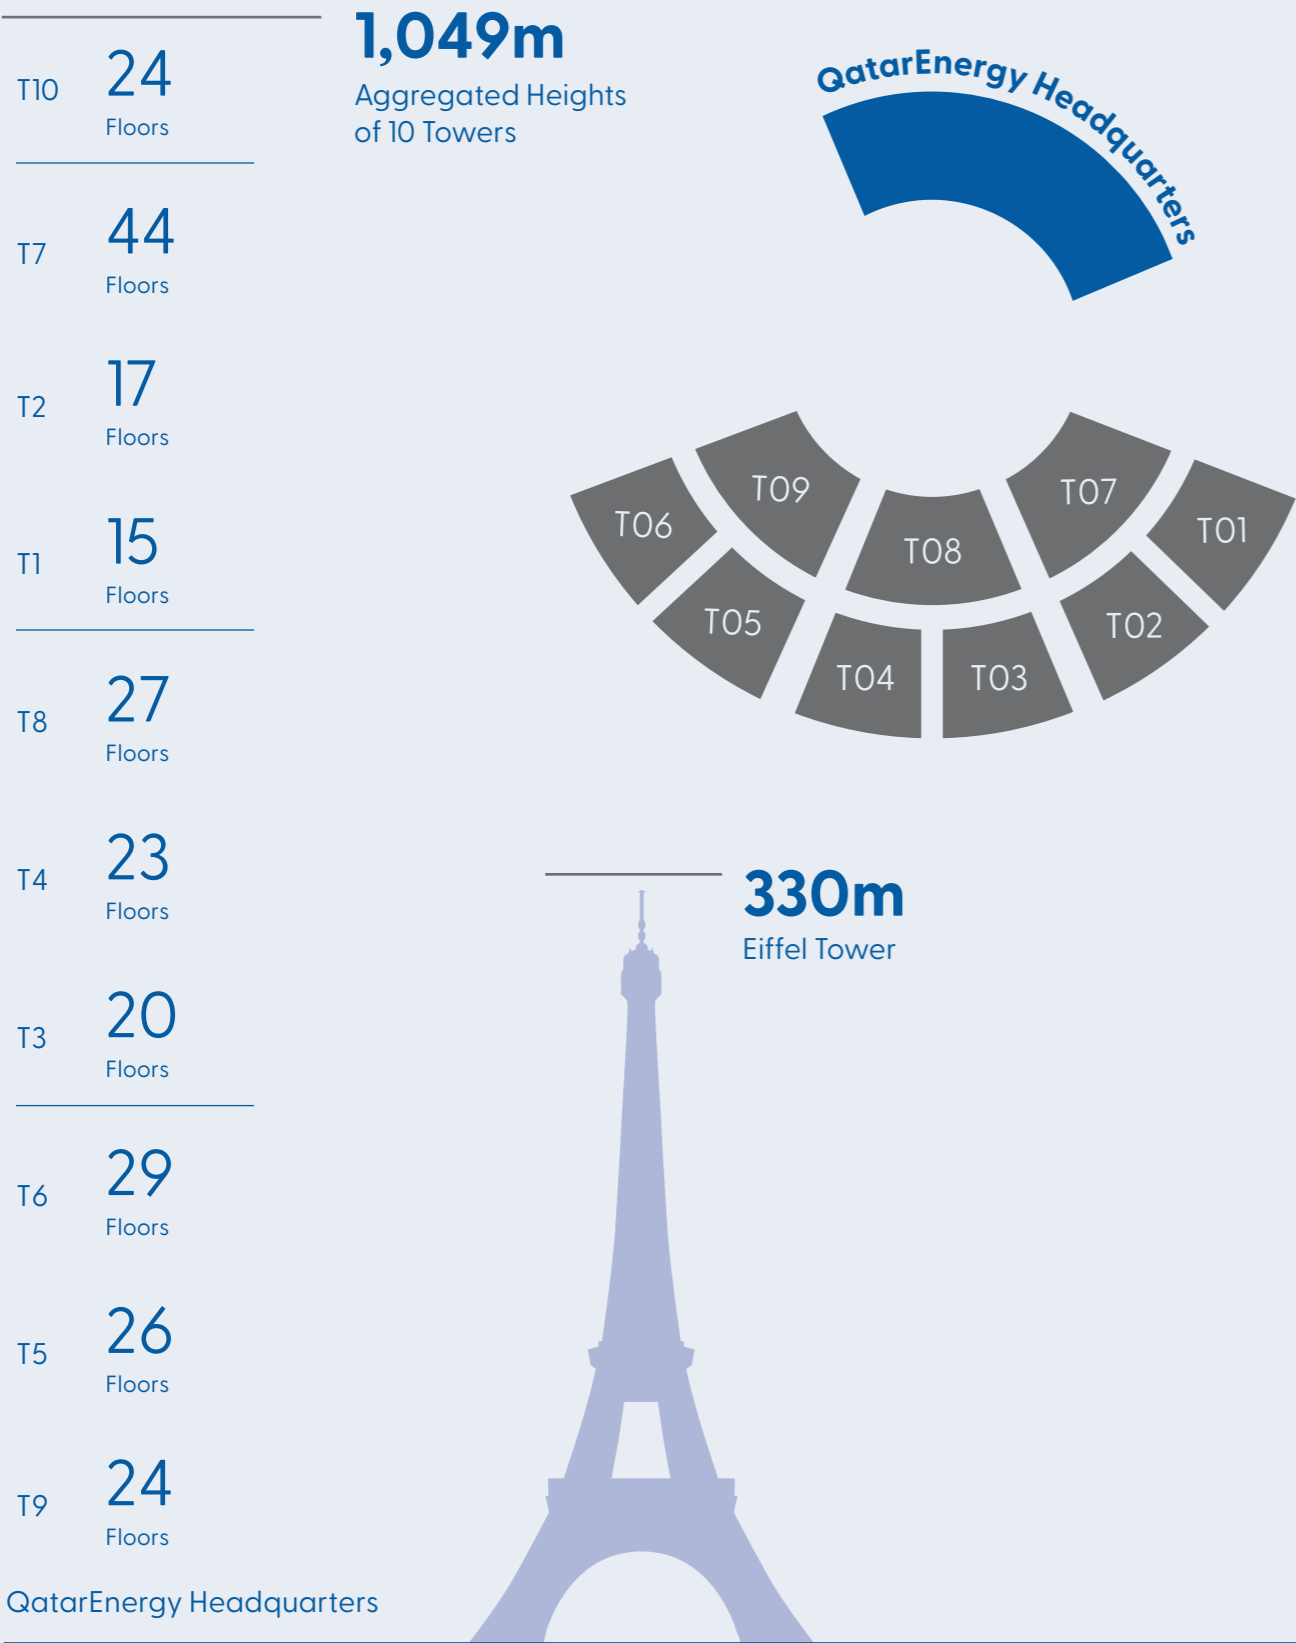 1,049m
Aggregated Heights
of 10 Towers
T10
24
Floors
T7
44
Floors
T2
17
Floors
T1
15
Floors
T8
27
Floors
T4
23
Floors
T3
20
Floors
T6
29
Floors
T5
26
Floors
T9
24
Floors
QatarEnergy Headquarters
QatarEnergy Headquarters
T09
T07
T06
T01
T08
T05
T02
T04
T03
330m
Eiffel Tower